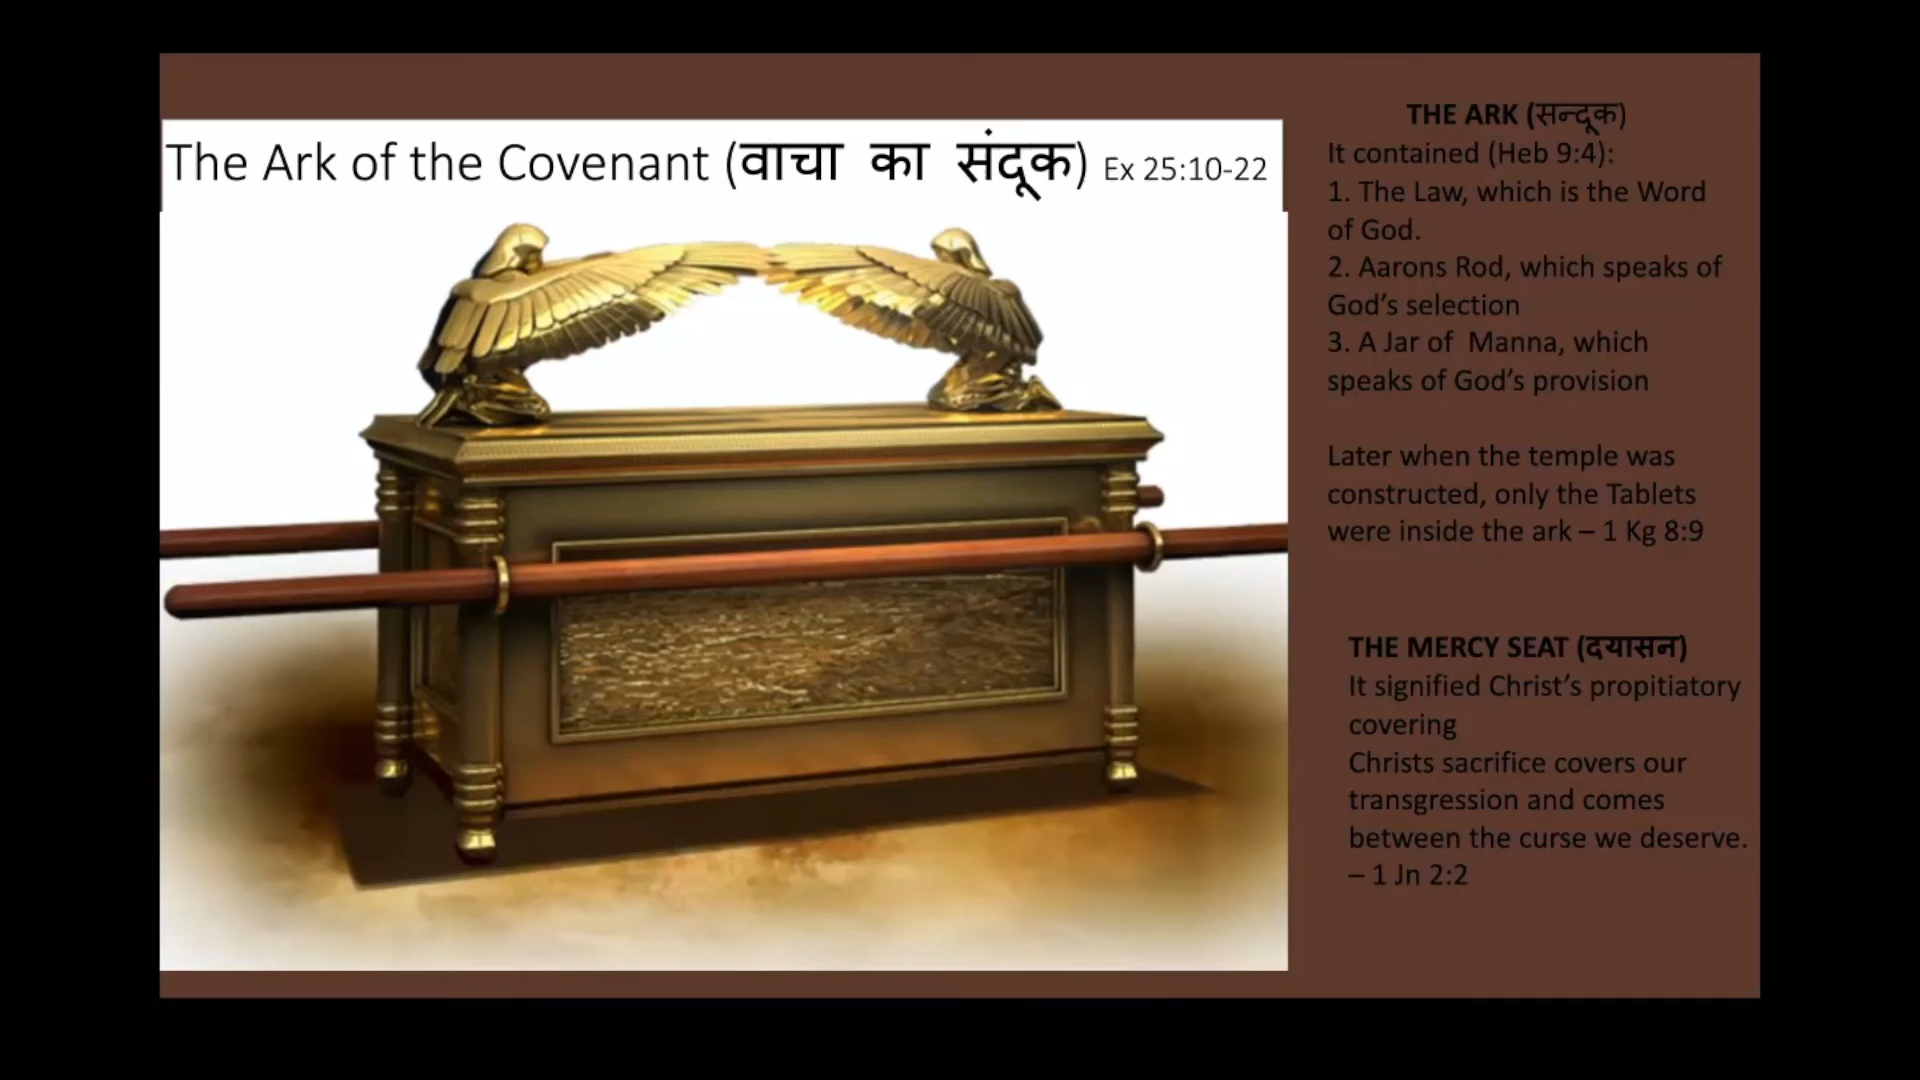 The Ark of the Covenant (वाचा का संदूक) Ex 25:10-22
THE ARK (सन्दूक)
It contained (Heb 9:4):
1. The Law, which is the Word
of God.
2. Aarons Rod, which speaks of
God’s selection
3. A Jar of Manna, which
speaks of God’s provision
Later when the temple was
constructed, only the Tablets
were inside the ark – 1 Kg 8:9
THE MERCY SEAT (दयासन)
It signified Christ’s propitiatory
covering
Christs sacrifice covers our
transgression and comes
between the curse we deserve.
– 1 Jn 2:2